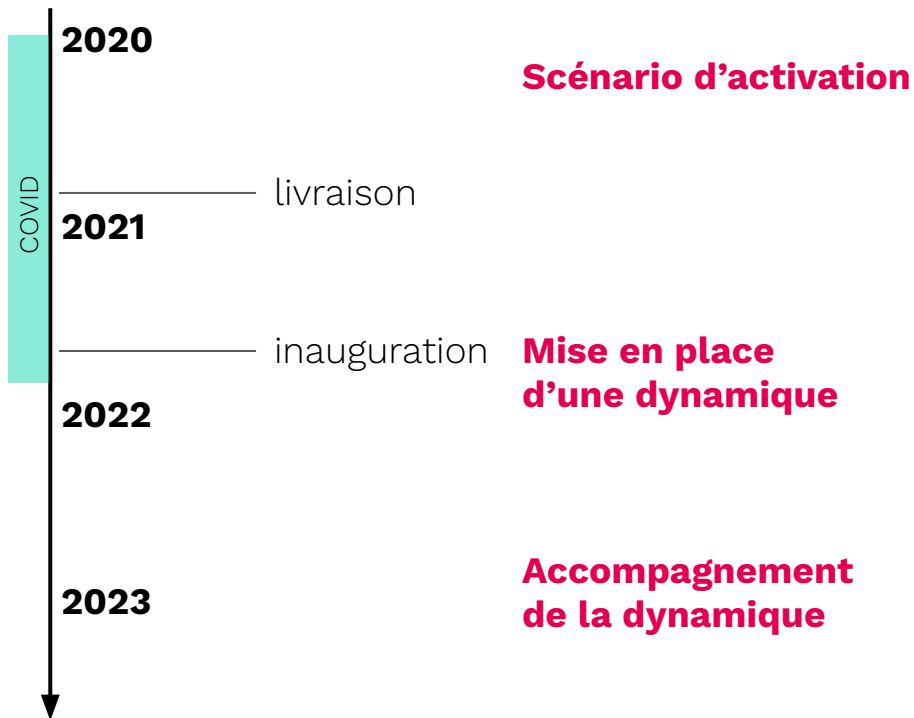 2020
Scénario d’activation
COVID
livraison
2021
inauguration
Mise en place
d’une dynamique
2022
Accompagnement
de la dynamique
2023